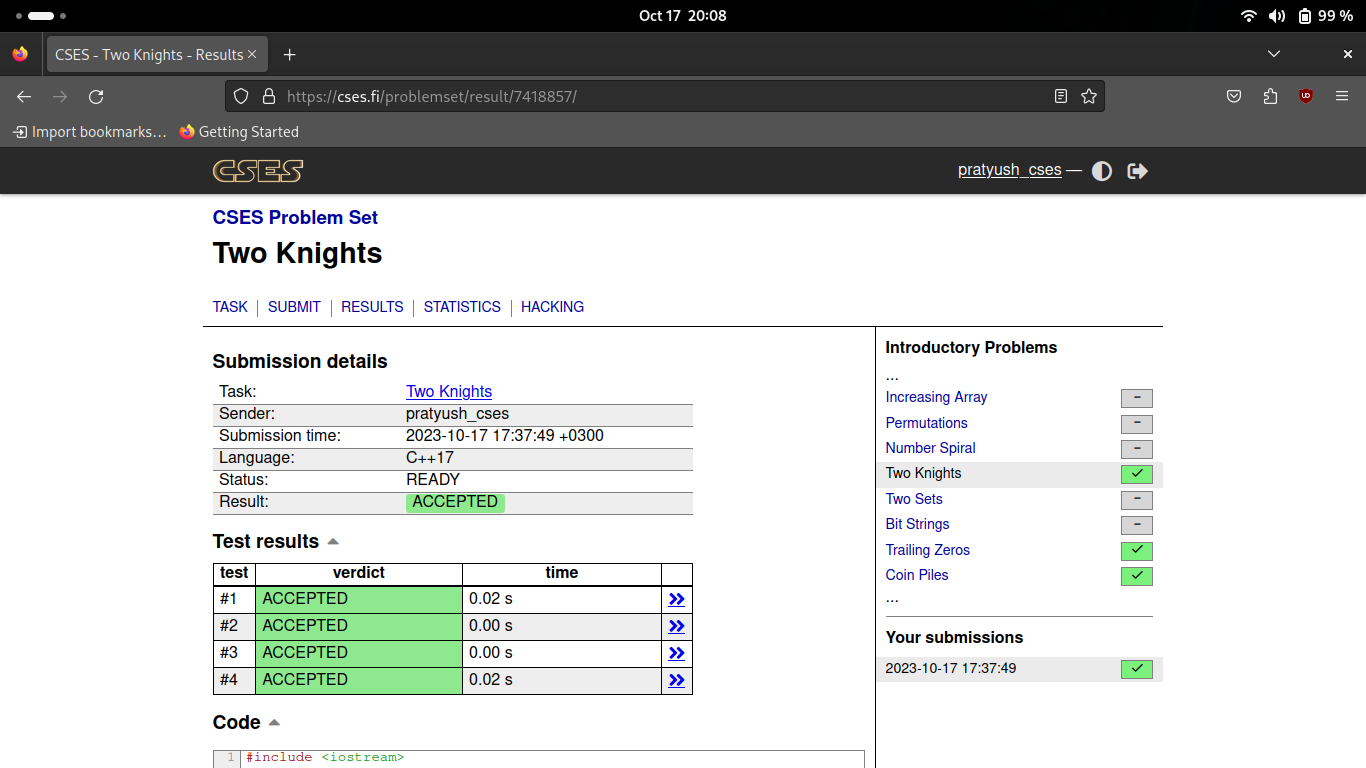 Oct 17 20:08
99 %
CSES - Two Knights - Results
https://cses.fi/problemset/result/7418857/
Import bookmarks... Getting Started
CSES
pratyush_cses —
CSES Problem Set
Two Knights
TASK | SUBMIT | RESULTS | STATISTICS | HACKING
Submission details
Task: Two Knights
Sender: pratyush_cses
Submission time: 2023-10-17 17:37:49 +0300
Language: C++17
Status: READY
Result: ACCEPTED
Test results
test verdict time
#1 ACCEPTED 0.02 s »
#2 ACCEPTED 0.00 s »
#3 ACCEPTED 0.00 s »
#4 ACCEPTED 0.02 s »
Code
1 #include <iostream>
Introductory Problems
...
Increasing Array –
Permutations –
Number Spiral –
Two Knights ✓
Two Sets –
Bit Strings –
Trailing Zeros ✓
Coin Piles ✓
...
Your submissions
2023-10-17 17:37:49 ✓